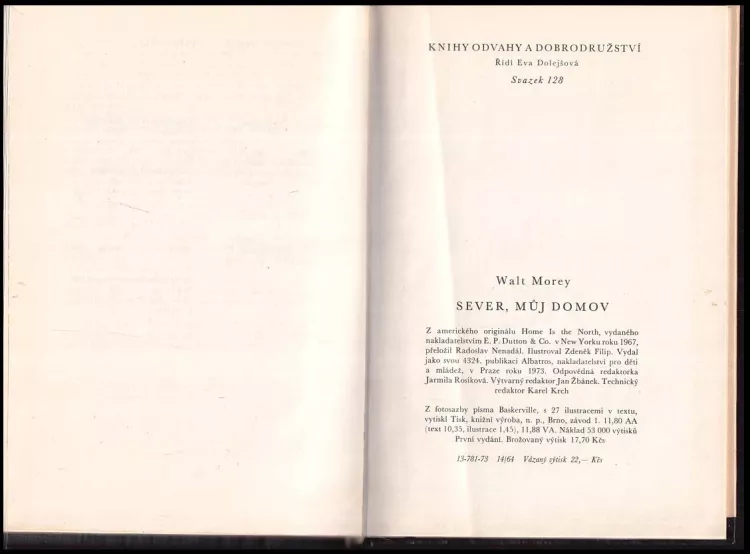 KNIHY ODVAHY A DOBRODRUŽSTVÍ
Řídí Eva Dolejšová
Svazek 128
Walt Morey
SEVER, MŮJ DOMOV
Z amerického originálu Home Is the North, vydaného
nakladatelstvím E. P. Dutton & Co. v New Yorku roku 1967,
přeložil Radoslav Nenadál. Ilustroval Zdeněk Filip. Vydal
jako svou 4324. publikaci Albatros, nakladatelství pro děti
a mládež, v Praze roku 1973. Odpovědná redaktorka
Jarmila Rosíková. Výtvarný redaktor Jan Žbánek. Technický
redaktor Karel Krch
Z fotosazby písma Baskerville, s 27 ilustracemi v textu,
vytiskl Tisk, knižní výroba, n. p., Brno, závod 1. 11,80 AA
(text 10,35, ilustrace 1,45), 11,88 VA. Náklad 53 000 výtisků
První vydání. Brožovaný výtisk 17,70 Kčs
13-781-73 14/64 Vázaný výtisk 22,— Kčs